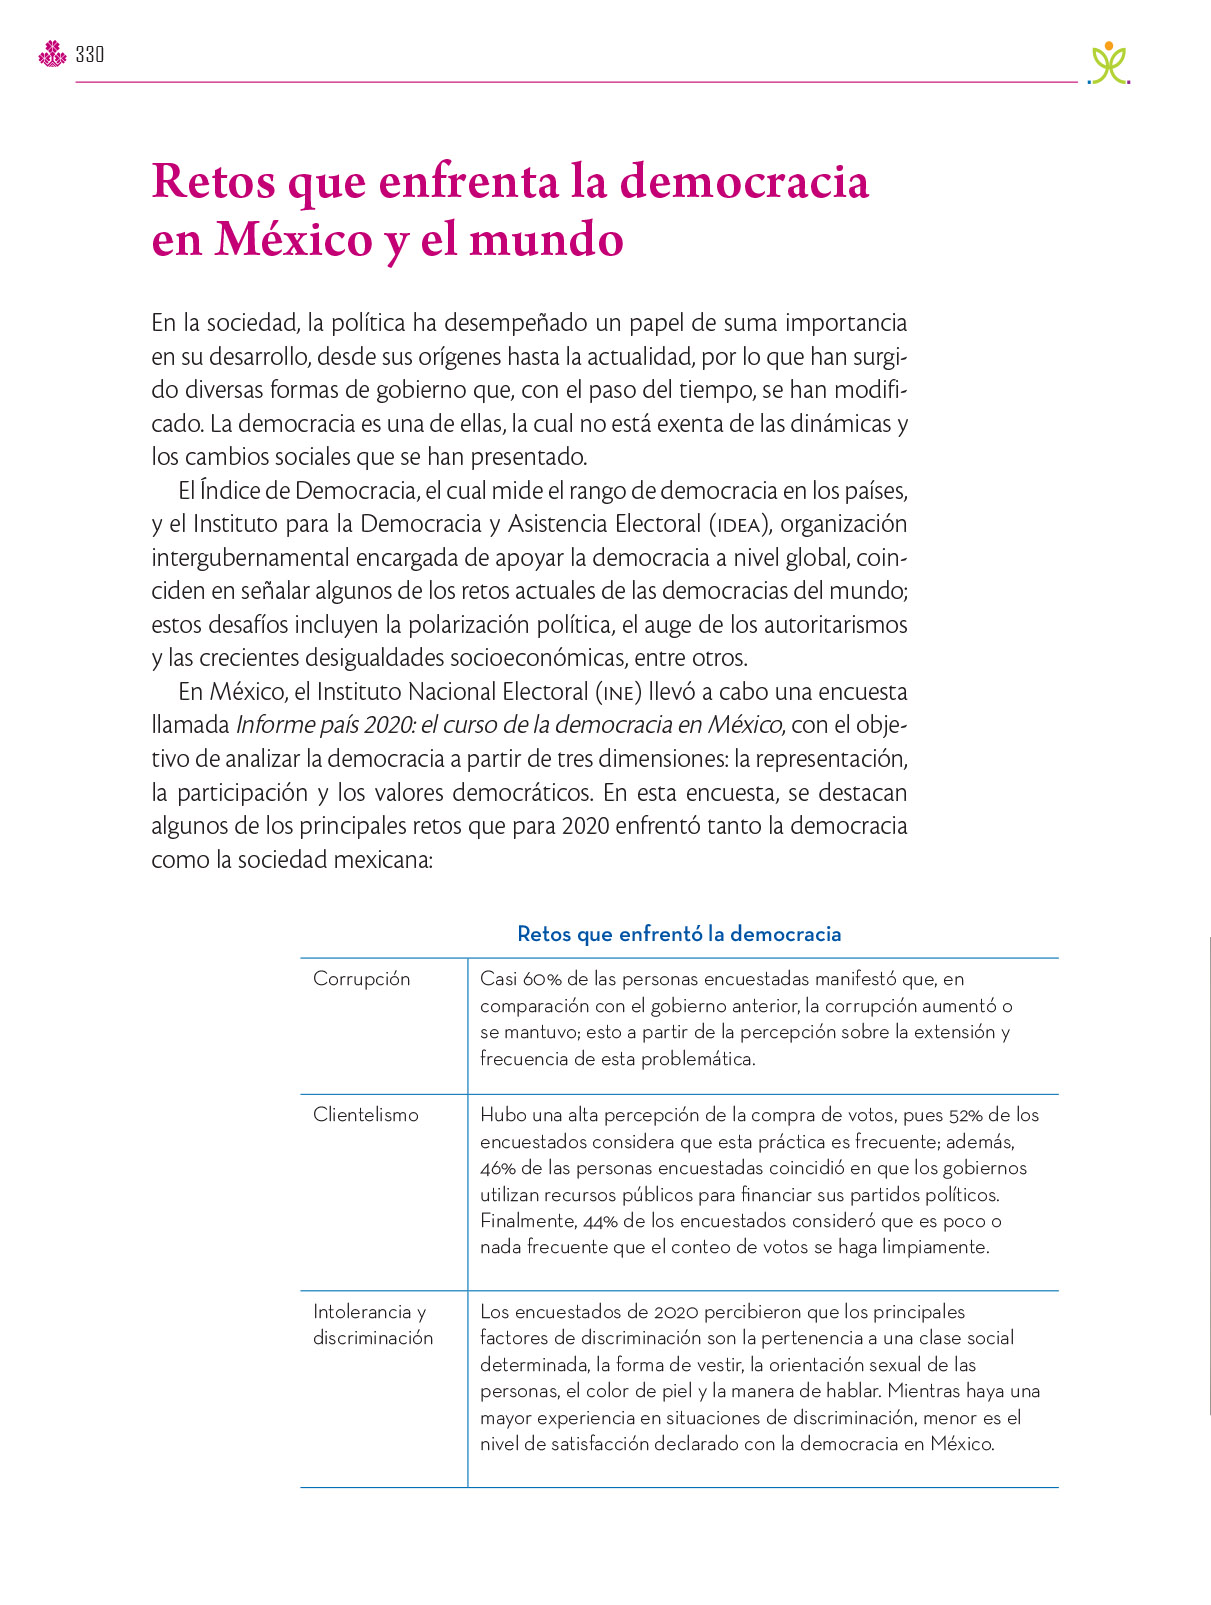 330
Retos que enfrenta la democracia
en México y el mundo
En la sociedad, la política ha desempeñado un papel de suma importancia
en su desarrollo, desde sus orígenes hasta la actualidad, por lo que han surgi-
do diversas formas de gobierno que, con el paso del tiempo, se han modifi-
cado. La democracia es una de ellas, la cual no está exenta de las dinámicas y
los cambios sociales que se han presentado.
El Índice de Democracia, el cual mide el rango de democracia en los países,
y el Instituto para la Democracia y Asistencia Electoral (IDEA), organización
intergubernamental encargada de apoyar la democracia a nivel global, coin-
ciden en señalar algunos de los retos actuales de las democracias del mundo;
estos desafíos incluyen la polarización política, el auge de los autoritarismos
y las crecientes desigualdades socioeconómicas, entre otros.
En México, el Instituto Nacional Electoral (INE) llevó a cabo una encuesta
llamada Informe país 2020: el curso de la democracia en México, con el obje-
tivo de analizar la democracia a partir de tres dimensiones: la representación,
la participación y los valores democráticos. En esta encuesta, se destacan
algunos de los principales retos que para 2020 enfrentó tanto la democracia
como la sociedad mexicana:
Retos que enfrentó la democracia
Corrupción
Casi 60% de las personas encuestadas manifestó que, en
comparación con el gobierno anterior, la corrupción aumentó o
se mantuvo; esto a partir de la percepción sobre la extensión y
frecuencia de esta problemática.
Clientelismo
Hubo una alta percepción de la compra de votos, pues 52% de los
encuestados considera que esta práctica es frecuente; además,
46% de las personas encuestadas coincidió en que los gobiernos
utilizan recursos públicos para financiar sus partidos políticos.
Finalmente, 44% de los encuestados consideró que es poco o
nada frecuente que el conteo de votos se haga limpiamente.
Intolerancia y
discriminación
Los encuestados de 2020 percibieron que los principales
factores de discriminación son la pertenencia a una clase social
determinada, la forma de vestir, la orientación sexual de las
personas, el color de piel y la manera de hablar. Mientras haya una
mayor experiencia en situaciones de discriminación, menor es el
nivel de satisfacción declarado con la democracia en México.